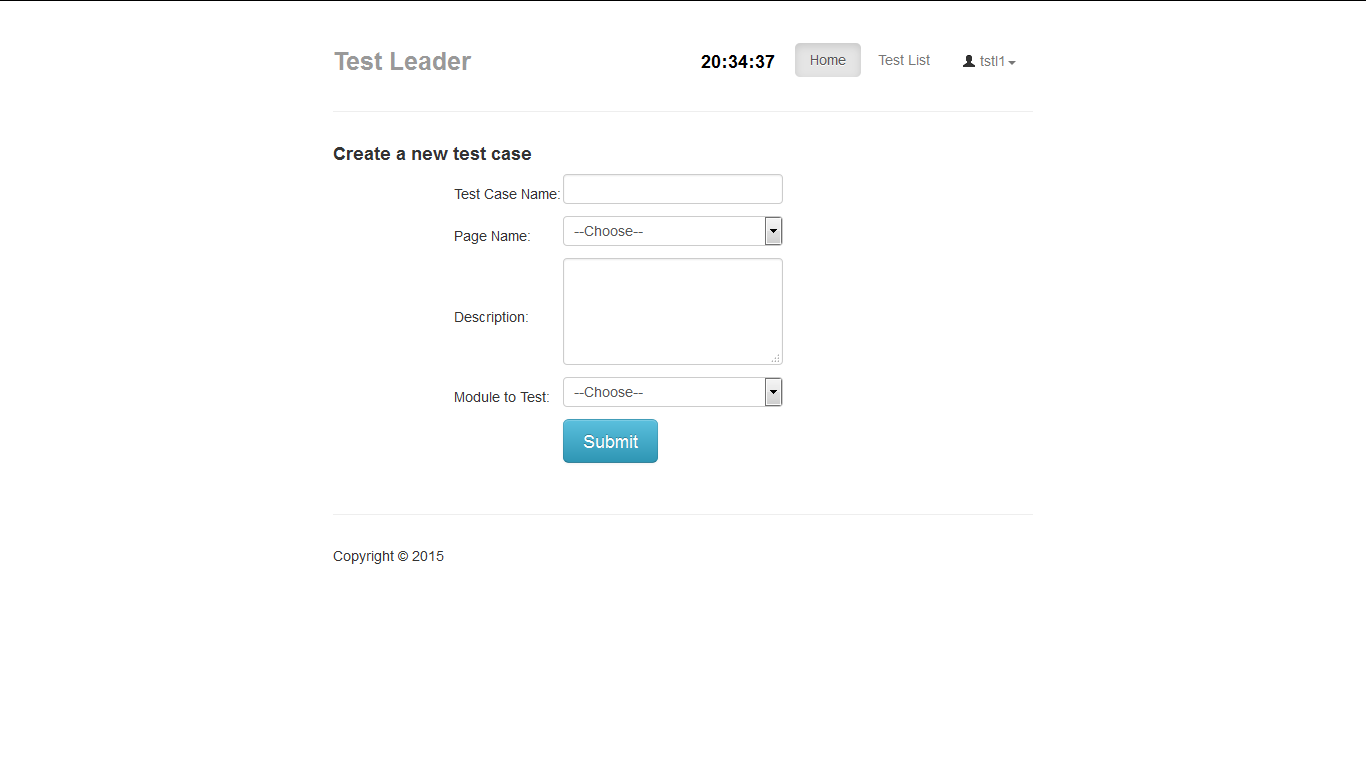 Test Leader 20:34:37 Home Test List tstl1
Create a new test case
Test Case Name:
Page Name: --Choose--
Description:
Module to Test: --Choose--
Submit
Copyright © 2015